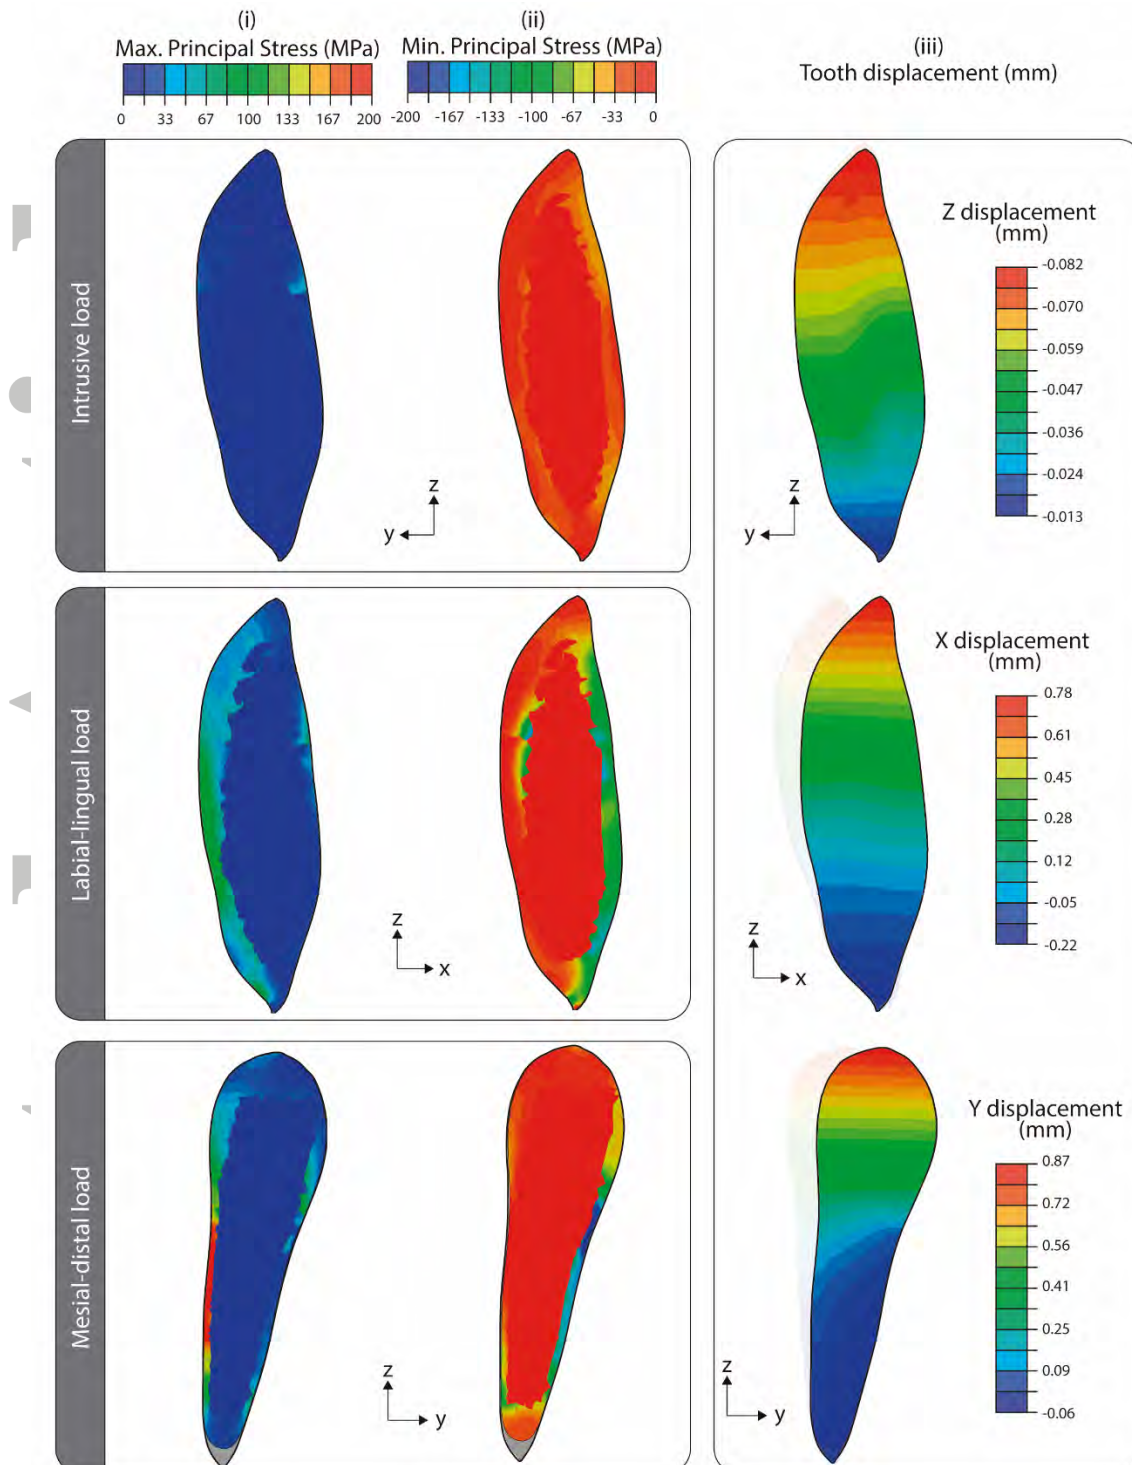 (i)
Max. Principal Stress (MPa)
0 33 67 100 133 167 200
(ii)
Min. Principal Stress (MPa)
-200 -167 -133 -100 -67 -33 0
(iii)
Tooth displacement (mm)
Intrusive load
z
y
Z displacement
(mm)
-0.082
-0.070
-0.059
-0.047
-0.036
-0.024
-0.013
z
y
Labial-lingual load
z
x
X displacement
(mm)
0.78
0.61
0.45
0.28
0.12
-0.05
-0.22
z
x
Mesial-distal load
z
y
Y displacement
(mm)
0.87
0.72
0.56
0.41
0.25
0.09
-0.06
z
y